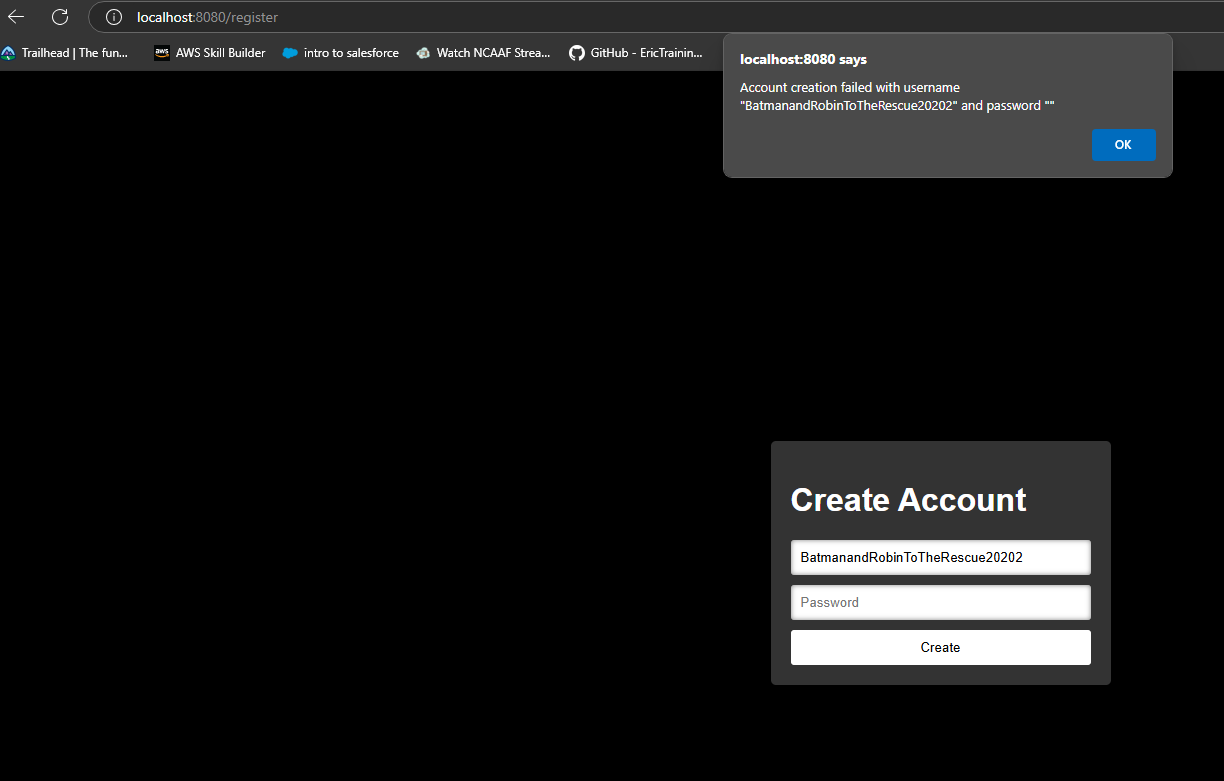 localhost:8080/register
Trailhead | The fun...
aws
AWS Skill Builder
intro to salesforce
Watch NCAAF Strea...
GitHub - EricTrainin...
localhost:8080 says
Account creation failed with username
"BatmanandRobinToTheRescue20202" and password ""
OK
Create Account
BatmanandRobinToTheRescue20202
Password
Create